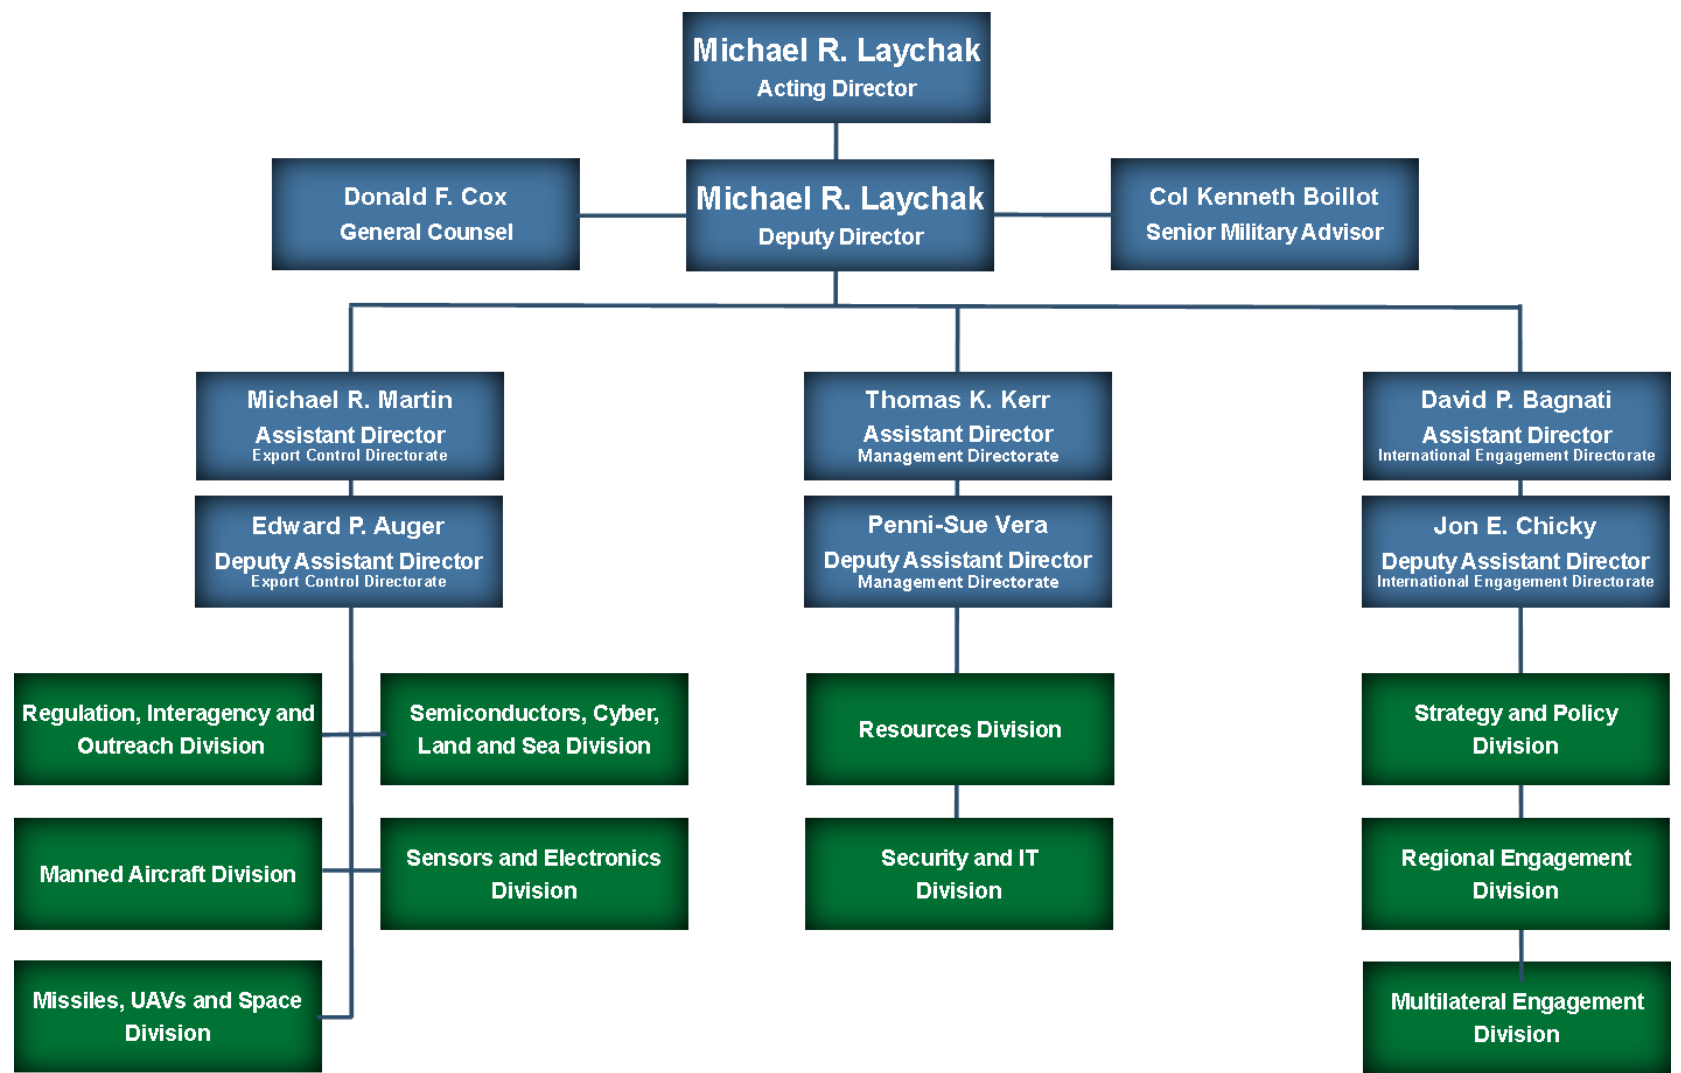 Michael R. Laychak
Acting Director
Donald F. Cox
General Counsel
Michael R. Laychak
Deputy Director
Col Kenneth Boillot
Senior Military Advisor
Michael R. Martin
Assistant Director
Export Control Directorate
Thomas K. Kerr
Assistant Director
Management Directorate
David P. Bagnati
Assistant Director
International Engagement Directorate
Edward P. Auger
Deputy Assistant Director
Export Control Directorate
Penni-Sue Vera
Deputy Assistant Director
Management Directorate
Jon E. Chicky
Deputy Assistant Director
International Engagement Directorate
Regulation, Interagency and
Outreach Division
Semiconductors, Cyber,
Land and Sea Division
Resources Division
Strategy and Policy
Division
Manned Aircraft Division
Sensors and Electronics
Division
Security and IT
Division
Regional Engagement
Division
Missiles, UAVs and Space
Division
Multilateral Engagement
Division